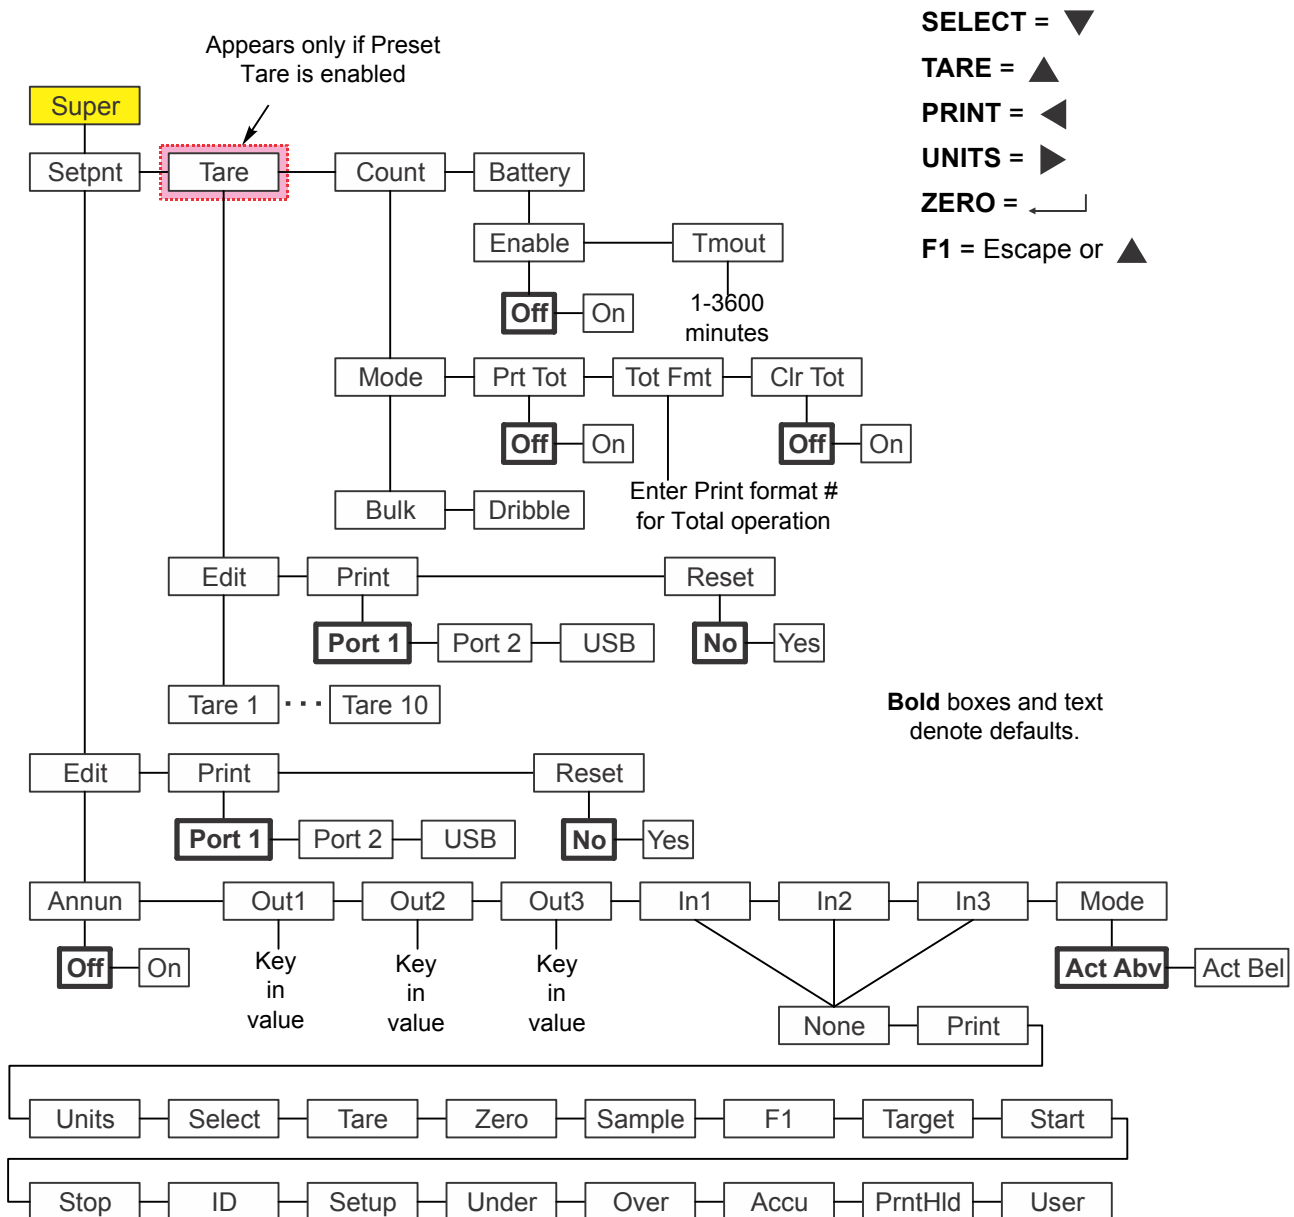 SELECT =
TARE =
PRINT =
UNITS =
ZERO =
F1 = Escape or
Appears only if Preset
Tare is enabled
Super
Setpnt Tare Count Battery
Enable Tmout
Off On
1-3600
minutes
Mode Prt Tot Tot Fmt Clr Tot
Off On Off On
Enter Print format #
for Total operation
Bulk Dribble
Edit Print Reset
Port 1 Port 2 USB No Yes
Tare 1 ··· Tare 10
Bold boxes and text
denote defaults.
Edit Print Reset
Port 1 Port 2 USB No Yes
Annun Out1 Out2 Out3 In1 In2 In3 Mode
Off On
Key
in
value
Key
in
value
Key
in
value
Act Abv Act Bel
None Print
Units Select Tare Zero Sample F1 Target Start
Stop ID Setup Under Over Accu PrntHld User